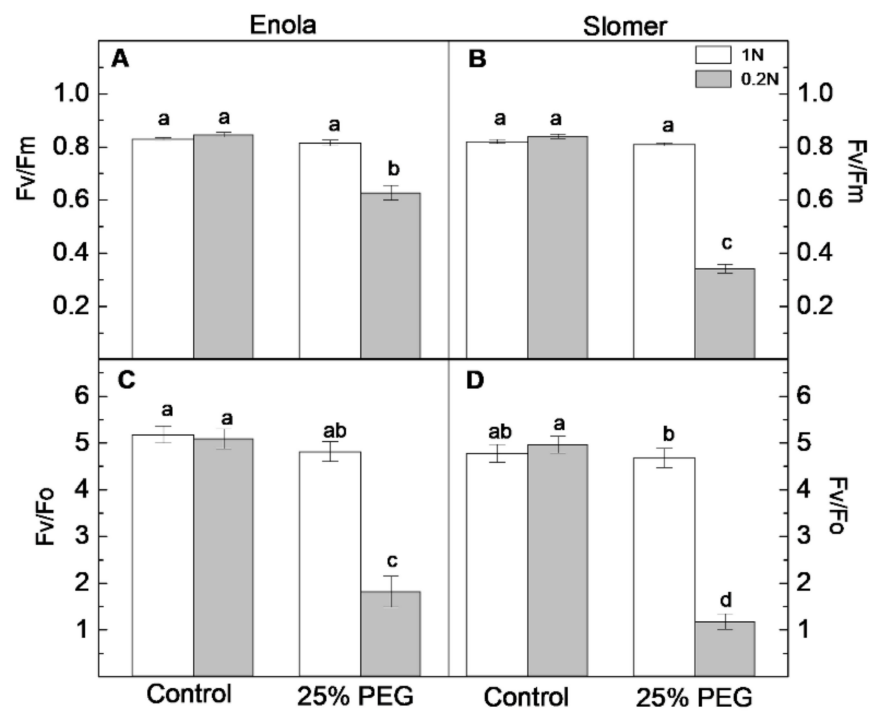 Enola
Slomer
A
B
1N
0.2N
1.0
0.8
0.6
0.4
0.2
Fv/Fm
a
a
a
b
a
a
a
c
1.0
0.8
0.6
0.4
0.2
Fv/Fm
C
D
6
5
4
3
2
1
Fv/Fo
a
a
ab
c
ab
a
b
d
6
5
4
3
2
1
Fv/Fo
Control
25% PEG
Control
25% PEG